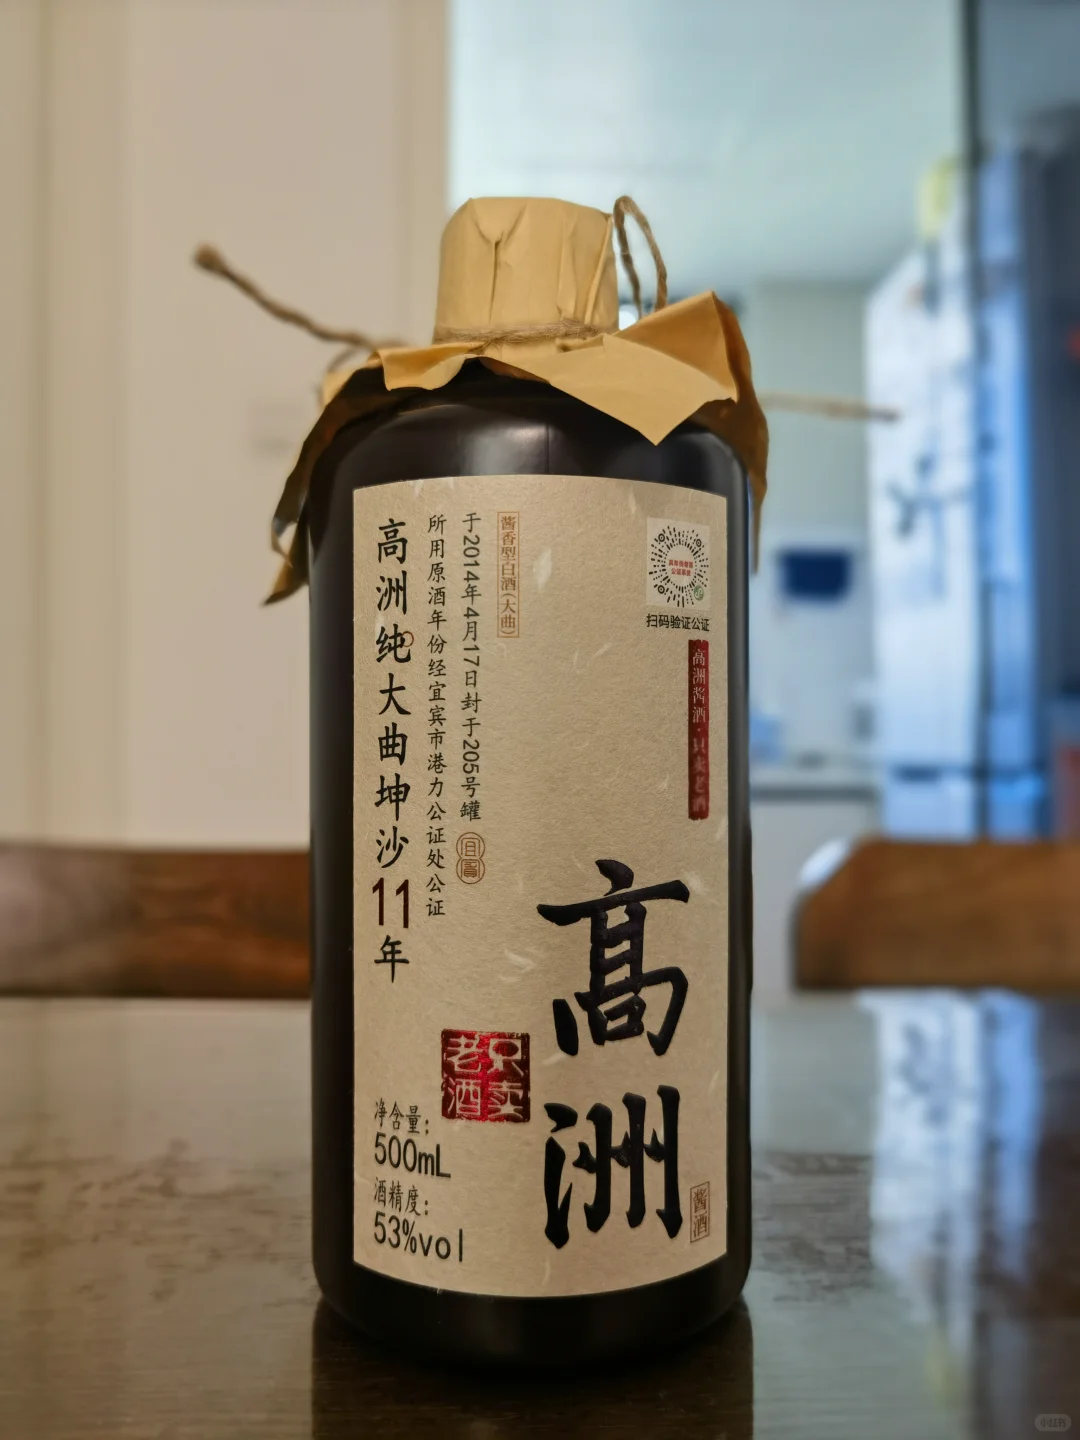 扫码验证公证
高洲酱酒·只卖老酒
高洲
酱酒
酱香型白酒(大曲)
于2014年4月17日封于205号罐
所用原酒年份经宜宾市港力公证处公证
高洲纯大曲坤沙11年
只卖老酒
净含量:
500mL
酒精度:
53%vol
小红书